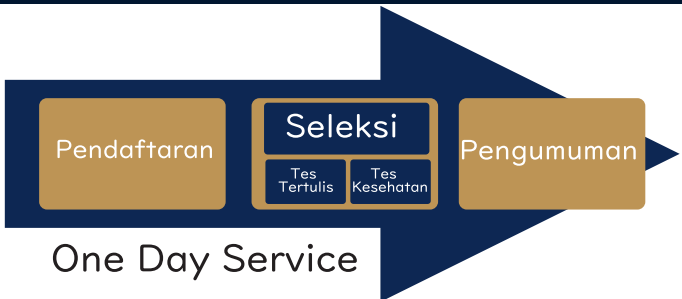 Pendaftaran
Seleksi
Tes
Tertulis
Tes
Kesehatan
Pengumuman
One Day Service